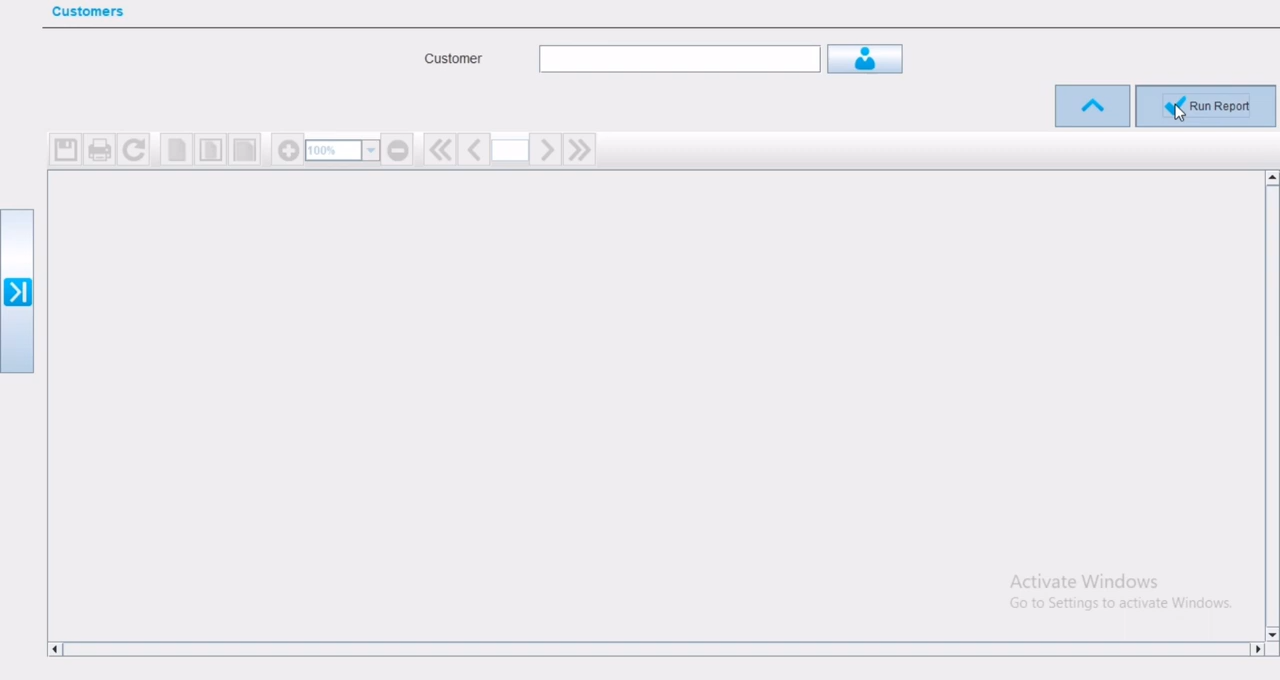 Customers
Customer
Run Report
100%
Activate Windows
Go to Settings to activate Windows.